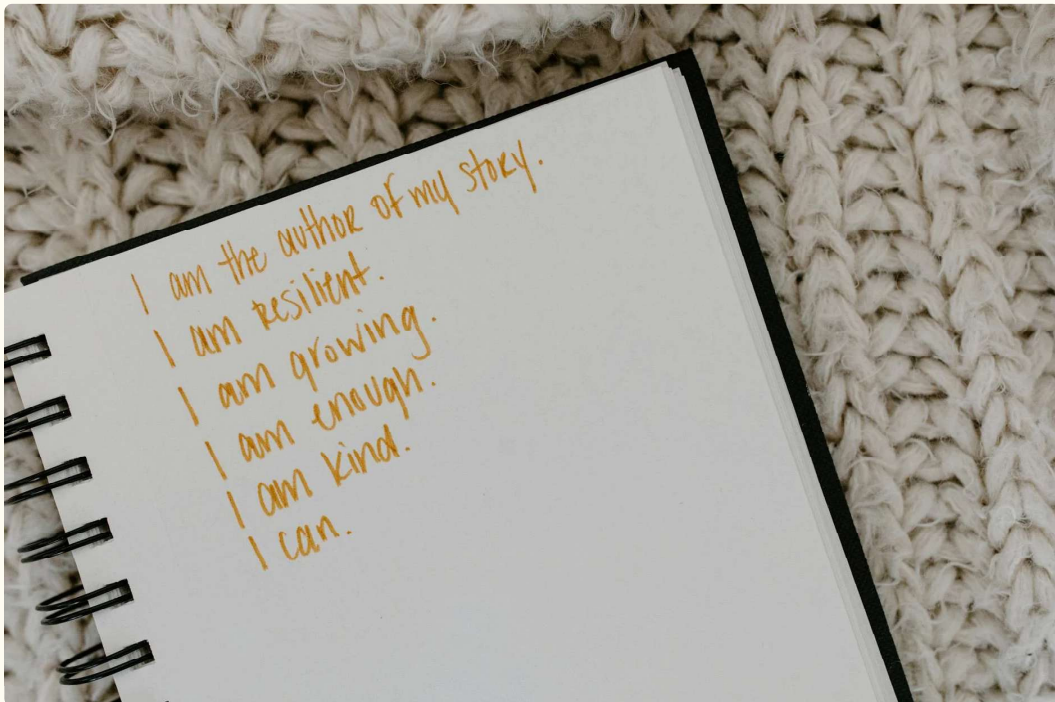 I am the author of my story.
I am resilient.
I am growing.
I am enough.
I am kind.
I can.